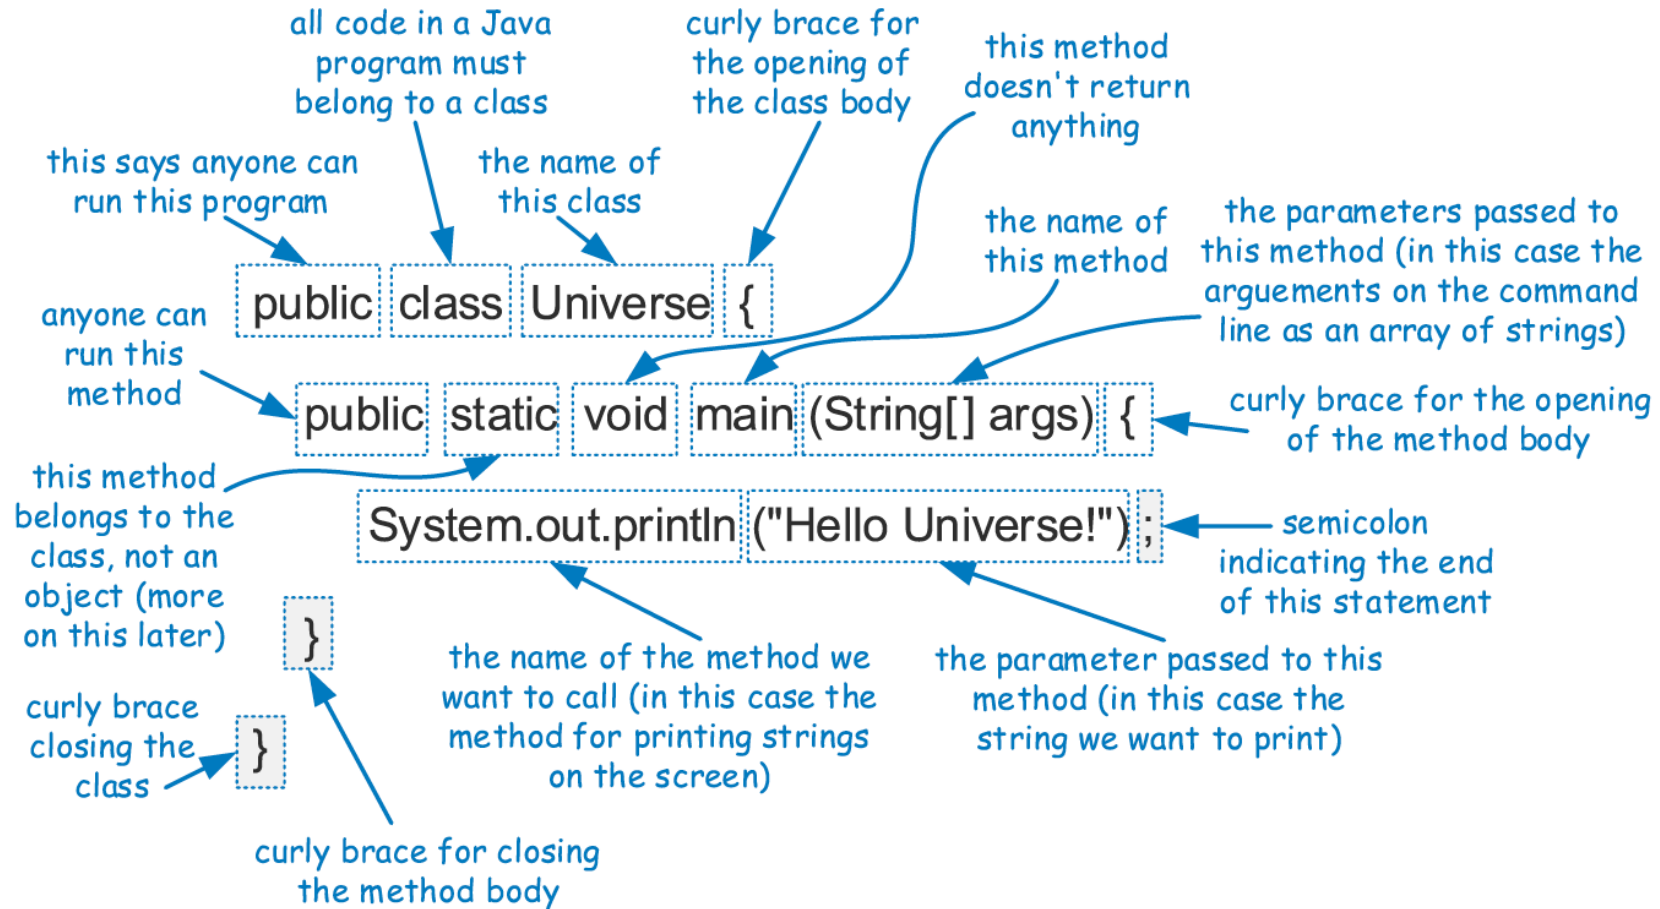 all code in a Java
program must
belong to a class
curly brace for
the opening of
the class body
this method
doesn't return
anything
this says anyone can
run this program
the name of
this class
the name of
this method
the parameters passed to
this method (in this case the
arguements on the command
line as an array of strings)
public class Universe {
anyone can
run this
method
public static void main (String[] args) {
curly brace for the opening
of the method body
this method
belongs to the
class, not an
object (more
on this later)
System.out.println ("Hello Universe!") ;
semicolon
indicating the end
of this statement
}
the name of the method we
want to call (in this case the
method for printing strings
on the screen)
the parameter passed to this
method (in this case the
string we want to print)
curly brace
closing the
class
}
curly brace for closing
the method body